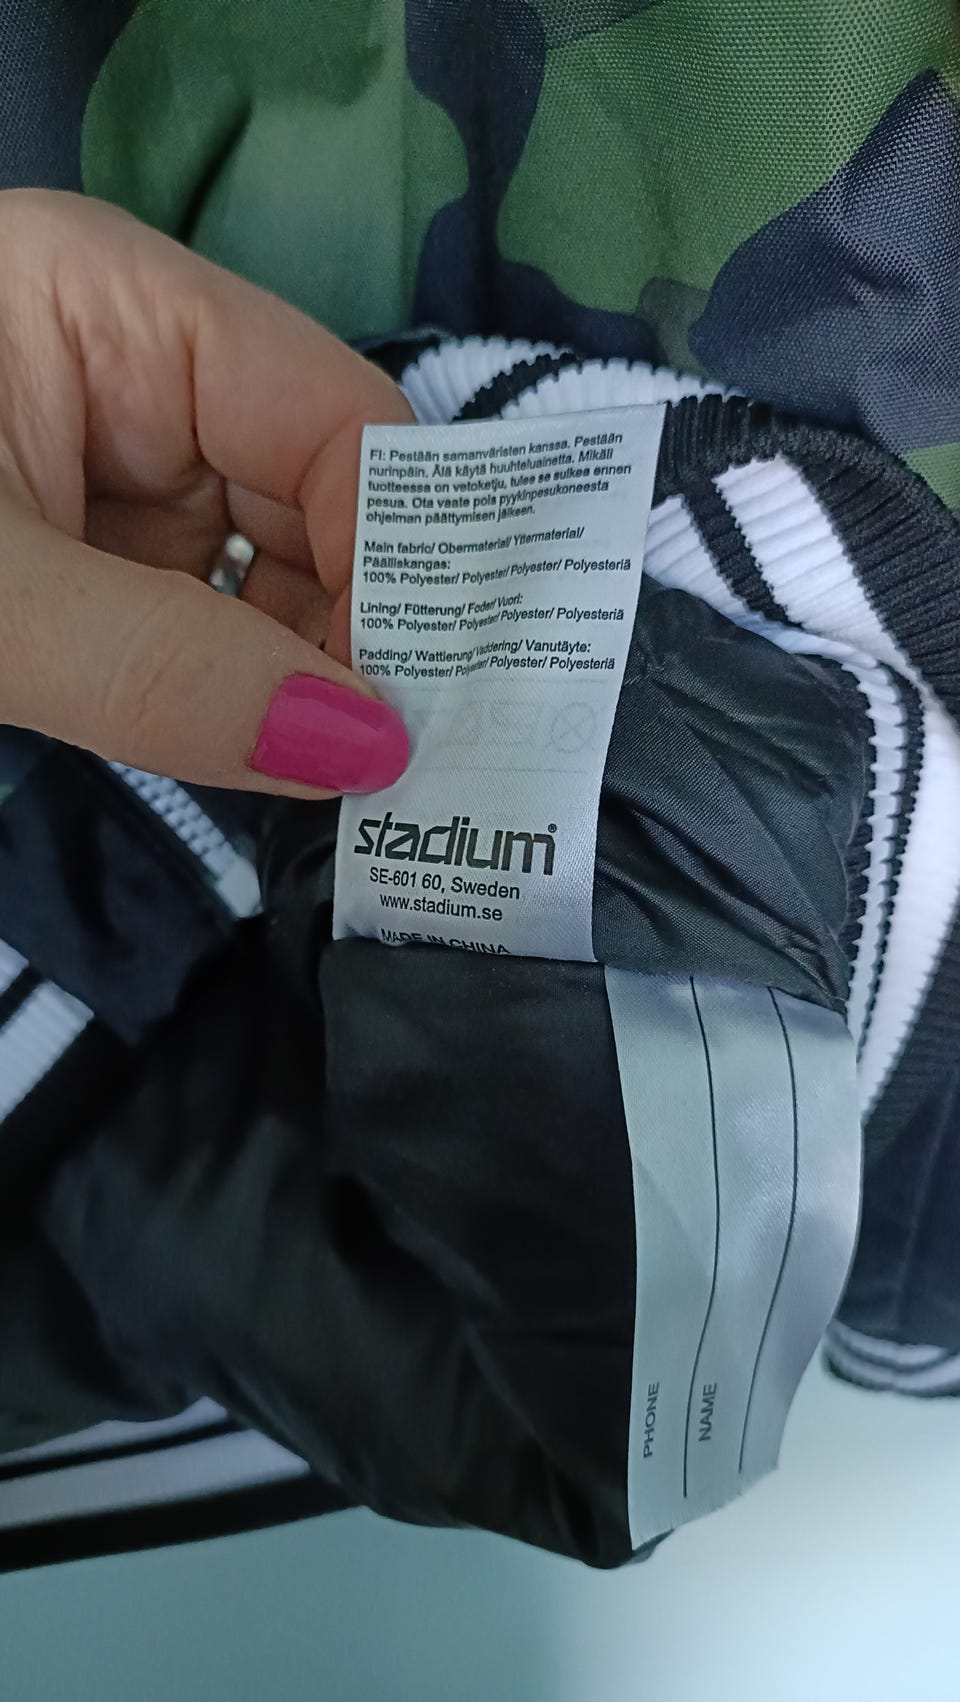 FI: Pestään samanväristen kanssa. Pestään
nurinpäin. Älä käytä huuhteluainetta. Mikäli
tuotteessa on vetoketju, tulee se sulkea ennen
pesua. Ota vaate pois pyykinpesukoneesta
ohjelman päättymisen jälkeen.
Main fabric/ Obermaterial/ Yttermaterial/
Päälliskangas:
100% Polyester/ Polyester/ Polyester/ Polyesteriä
Lining/ Fütterung/ Foder/ Vuori:
100% Polyester/ Polyester/ Polyester/ Polyesteriä
Padding/ Wattierung/ Vaddering/ Vanutäyte:
100% Polyester/ Polyester/ Polyester/ Polyesteriä
stadium®
SE-601 60, Sweden
www.stadium.se
MADE IN CHINA
PHONE
NAME